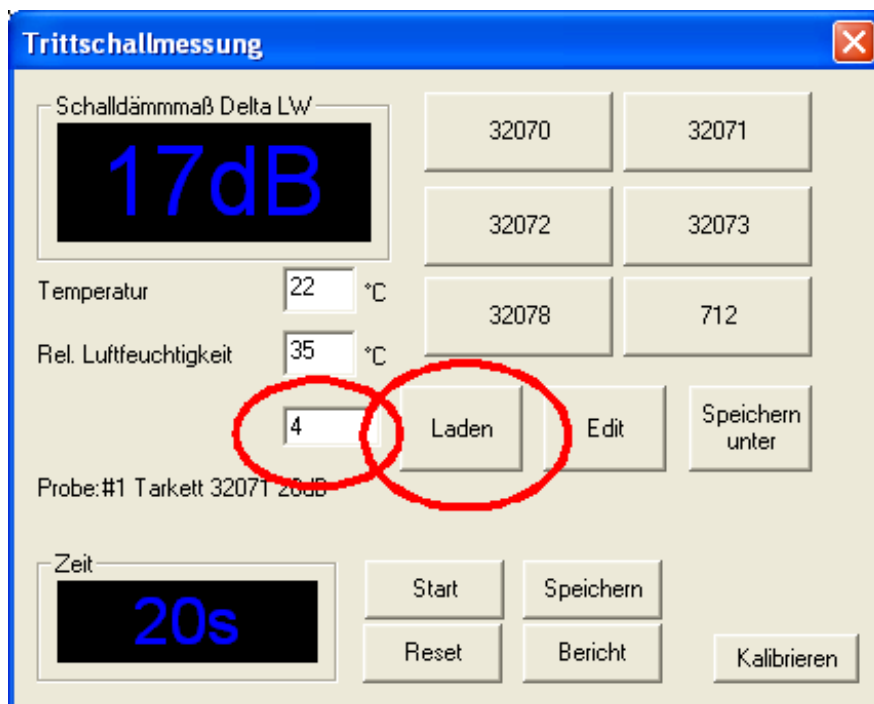 Trittschallmessung
Schalldämmmaß Delta LW
17dB
32070
32071
32072
32073
32078
712
Temperatur 22 °C
Rel. Luftfeuchtigkeit 35 °C
4
Laden
Edit
Speichern
unter
Probe:#1 Tarkett 32071 20dB
Zeit
20s
Start
Speichern
Reset
Bericht
Kalibrieren